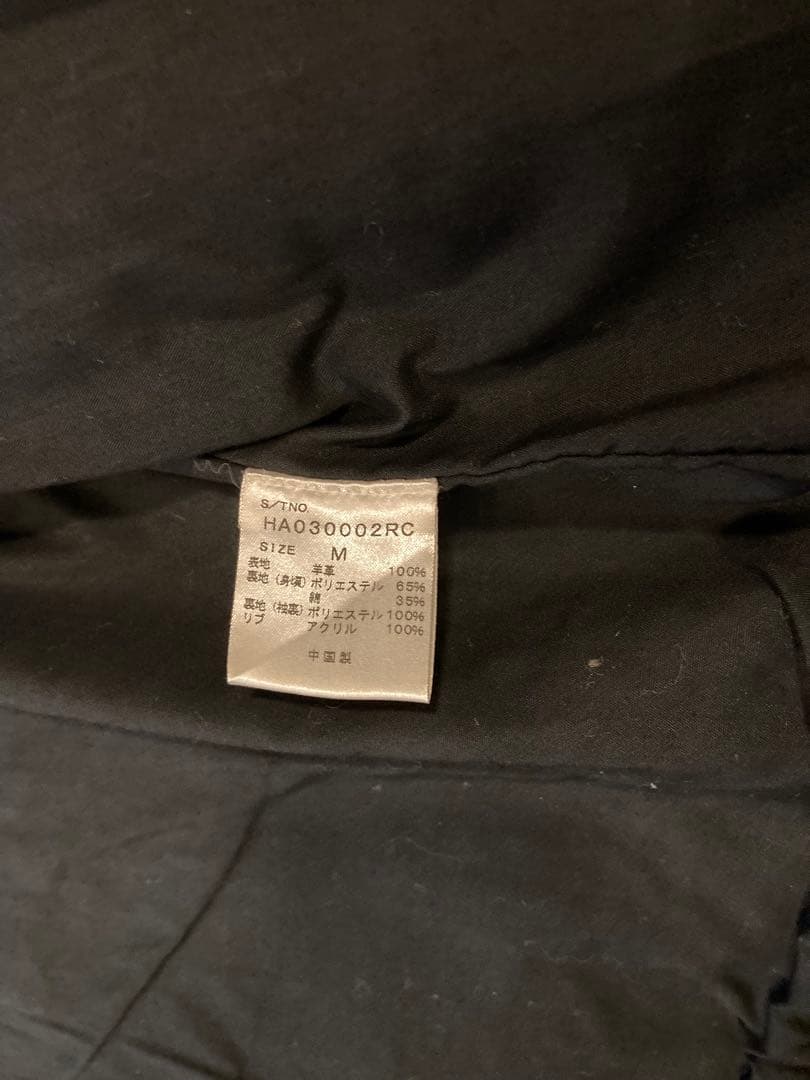 S/TNO.
HA030002RC
SIZE M
表地 羊革 100%
裏地(身頃) ポリエステル 65%
綿 35%
裏地(袖裏) ポリエステル 100%
リブ アクリル 100%
中国製